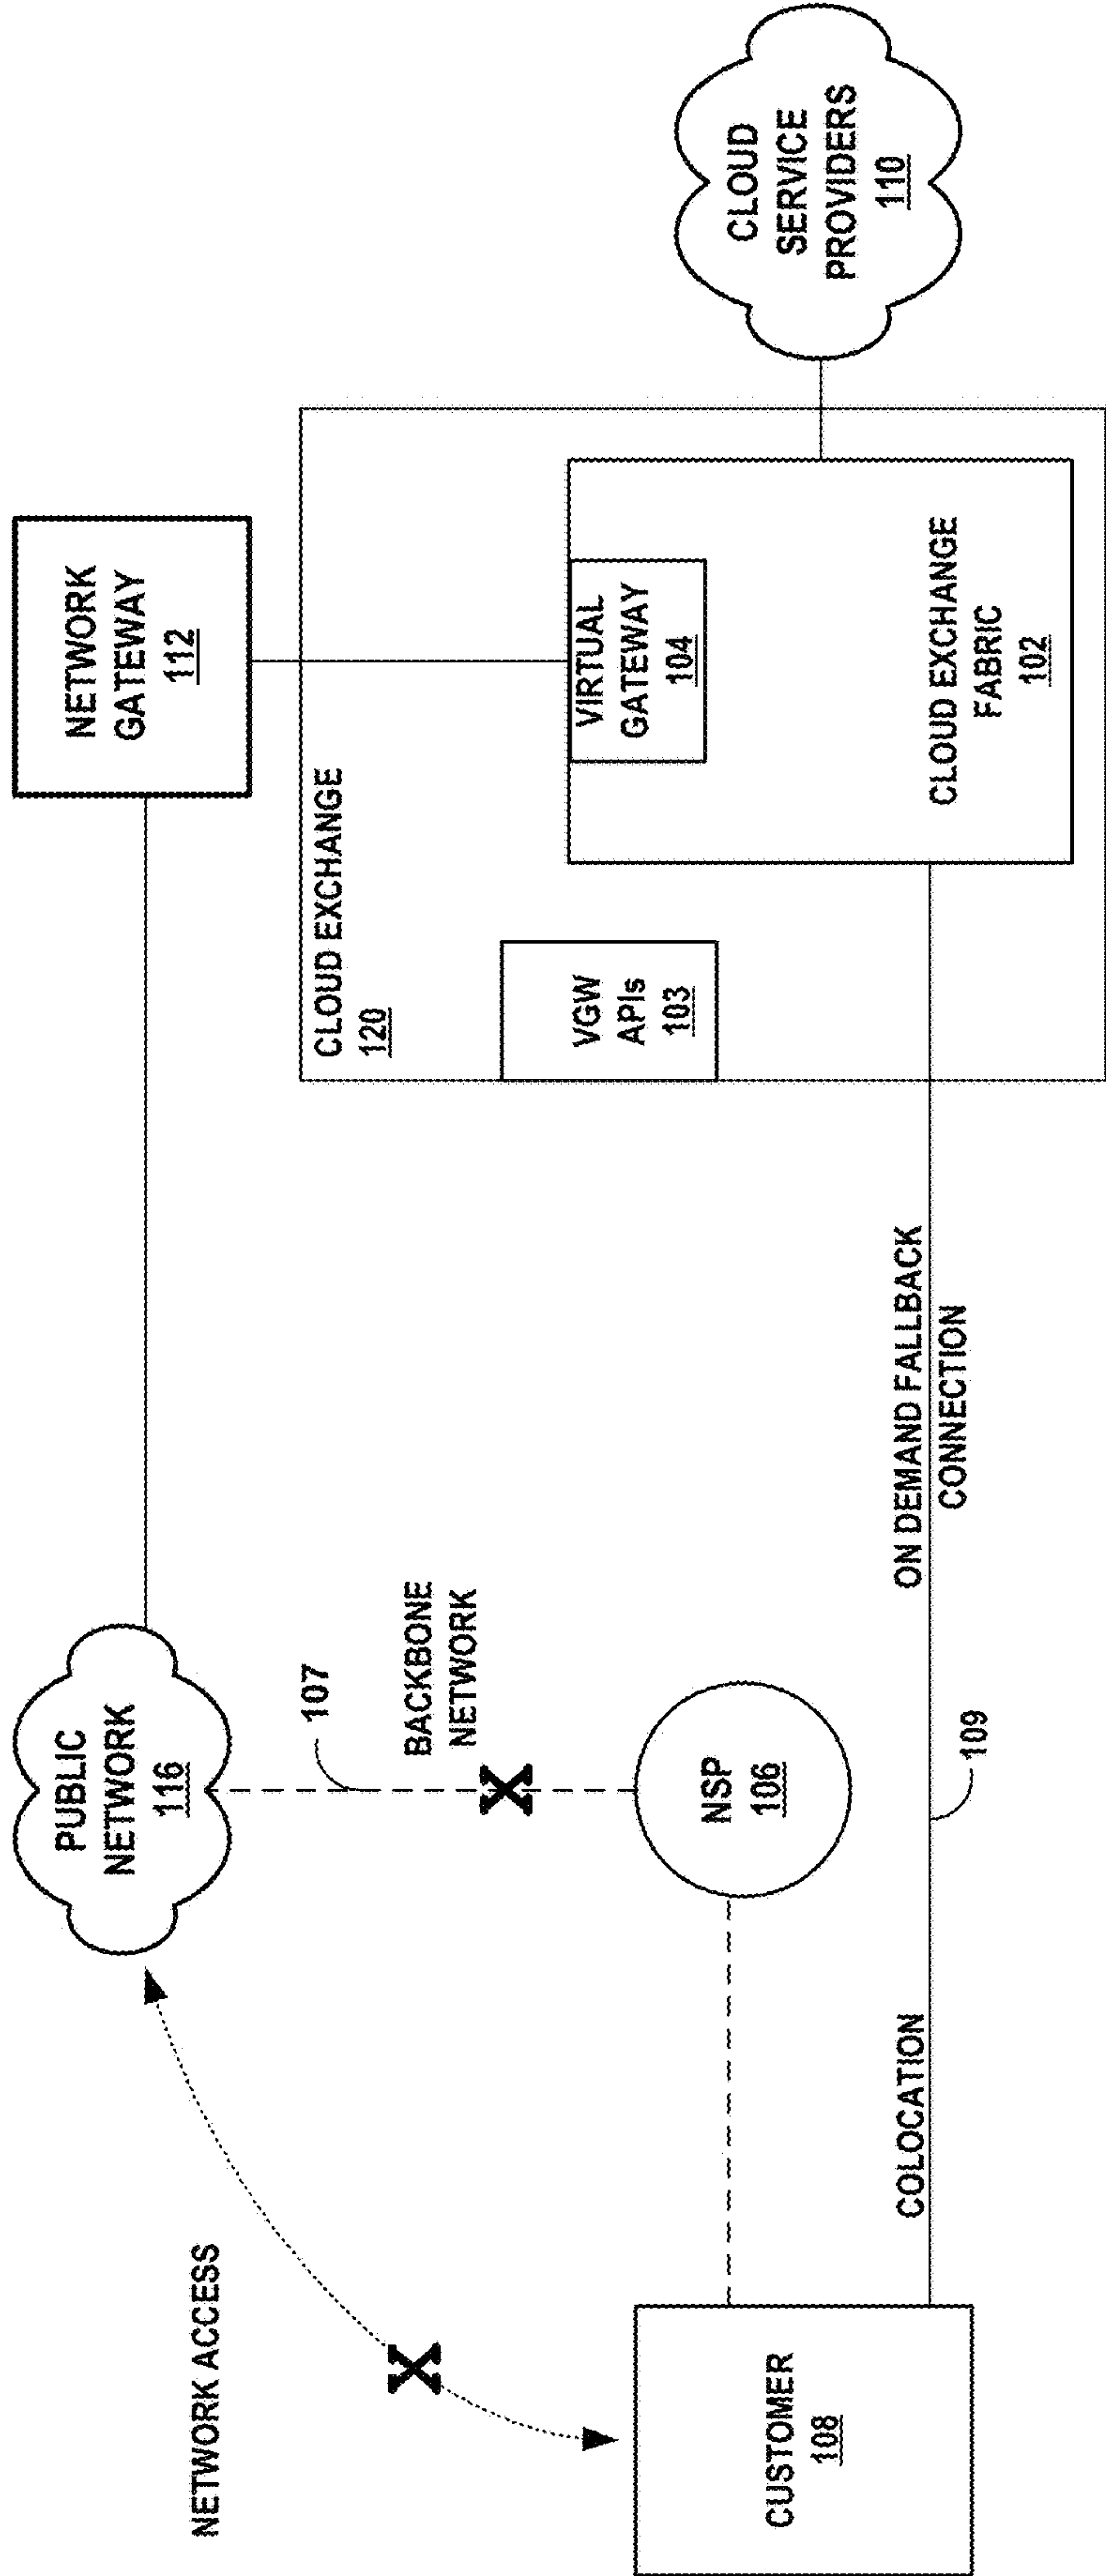 NETWORK ACCESS
PUBLIC
NETWORK
116
NETWORK
GATEWAY
112
107
BACKBONE
NETWORK
CLOUD EXCHANGE
120
VGW
APIs
103
VIRTUAL
GATEWAY
104
CLOUD EXCHANGE
FABRIC
102
CLOUD
SERVICE
PROVIDERS
110
NSP
106
CUSTOMER
108
COLOCATION
109
ON DEMAND FALLBACK
CONNECTION